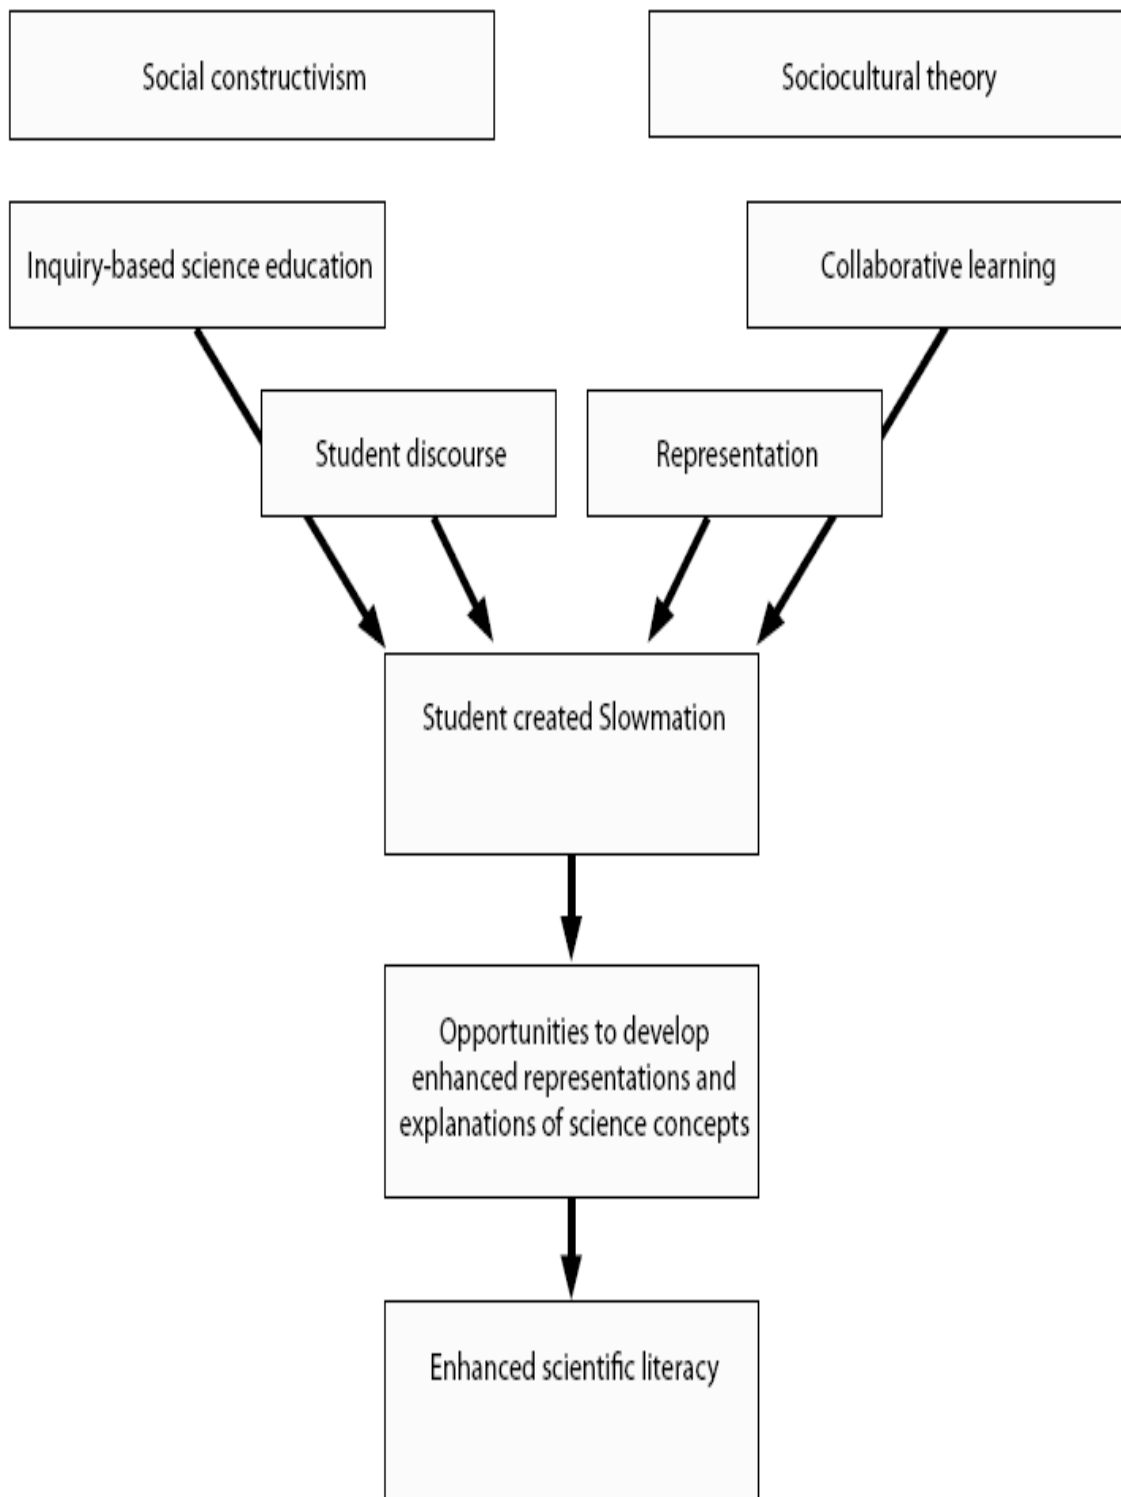 Social constructivism
Sociocultural theory
Inquiry-based science education
Collaborative learning
Student discourse
Representation
Student created Slowmation
Opportunities to develop
enhanced representations and
explanations of science concepts
Enhanced scientific literacy